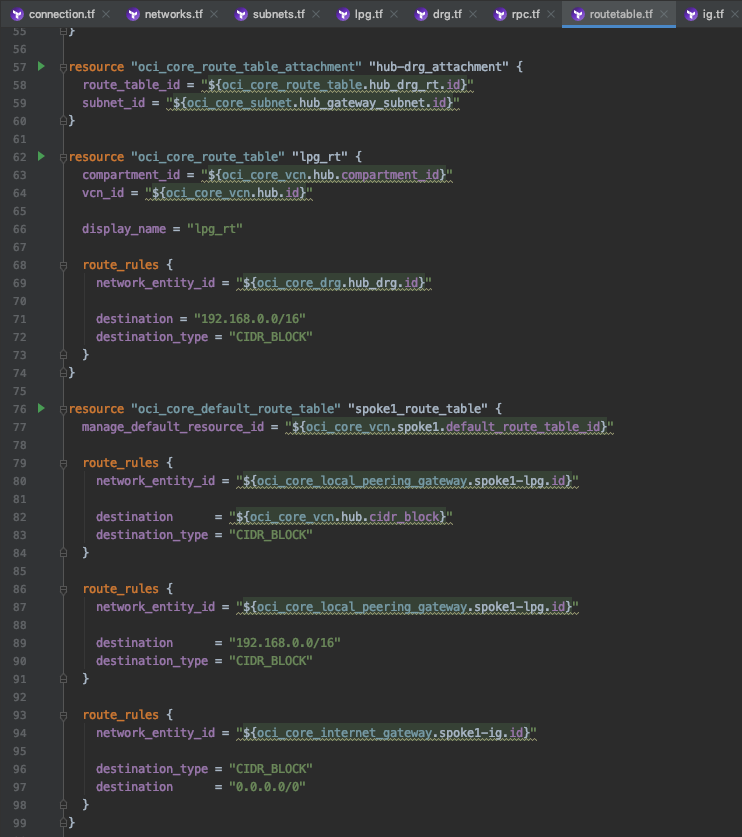 connection.tf × networks.tf × subnets.tf × lpg.tf × drg.tf × rpc.tf × routetable.tf × ig.tf ×
55 }
56
57 resource "oci_core_route_table_attachment" "hub-drg_attachment" {
58 route_table_id = "${oci_core_route_table.hub_drg_rt.id}"
59 subnet_id = "${oci_core_subnet.hub_gateway_subnet.id}"
60 }
61
62 resource "oci_core_route_table" "lpg_rt" {
63 compartment_id = "${oci_core_vcn.hub.compartment_id}"
64 vcn_id = "${oci_core_vcn.hub.id}"
65
66 display_name = "lpg_rt"
67
68 route_rules {
69 network_entity_id = "${oci_core_drg.hub_drg.id}"
70
71 destination = "192.168.0.0/16"
72 destination_type = "CIDR_BLOCK"
73 }
74 }
75
76 resource "oci_core_default_route_table" "spoke1_route_table" {
77 manage_default_resource_id = "${oci_core_vcn.spoke1.default_route_table_id}"
78
79 route_rules {
80 network_entity_id = "${oci_core_local_peering_gateway.spoke1-lpg.id}"
81
82 destination = "${oci_core_vcn.hub.cidr_block}"
83 destination_type = "CIDR_BLOCK"
84 }
85
86 route_rules {
87 network_entity_id = "${oci_core_local_peering_gateway.spoke1-lpg.id}"
88
89 destination = "192.168.0.0/16"
90 destination_type = "CIDR_BLOCK"
91 }
92
93 route_rules {
94 network_entity_id = "${oci_core_internet_gateway.spoke1-ig.id}"
95
96 destination_type = "CIDR_BLOCK"
97 destination = "0.0.0.0/0"
98 }
99 }